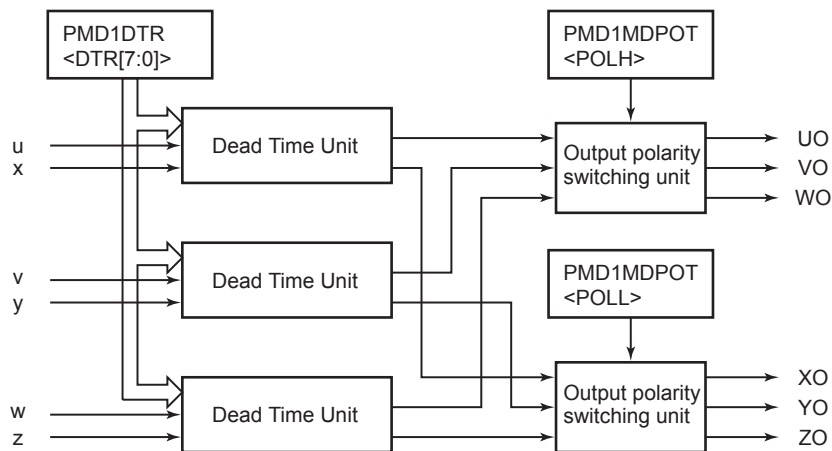 PMD1DTR
<DTR[7:0]>
PMD1MDPOT
<POLH>
u
x
Dead Time Unit
Output polarity
switching unit
UO
VO
WO
v
y
Dead Time Unit
PMD1MDPOT
<POLL>
w
z
Dead Time Unit
Output polarity
switching unit
XO
YO
ZO